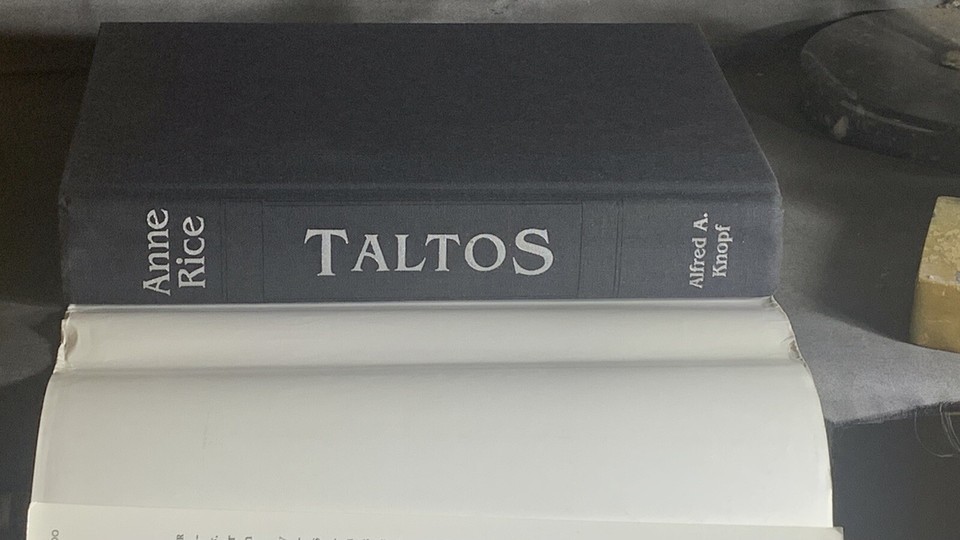 Anne
Rice
TALTOS
Alfred A.
Knopf